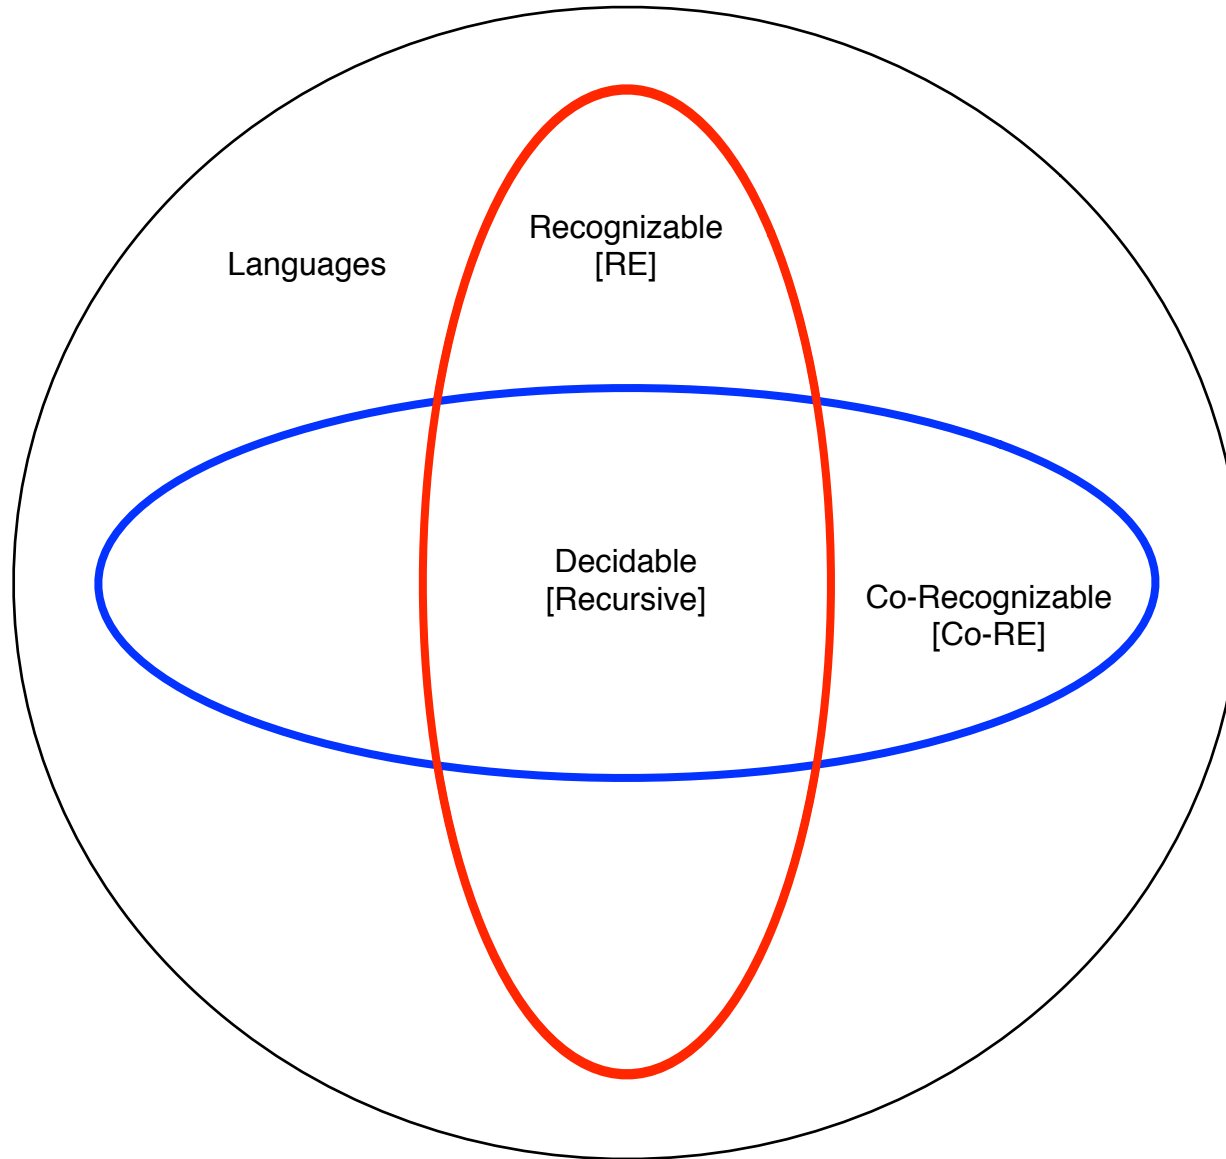 Recognizable
[RE]
Languages
Decidable
[Recursive]
Co-Recognizable
[Co-RE]